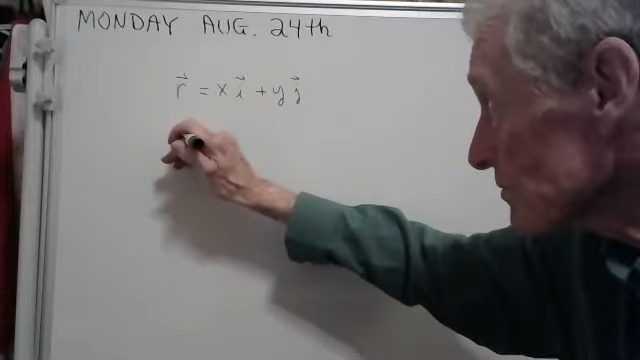 MONDAY AUG. 24th
r⃗ = x i⃗ + y j⃗